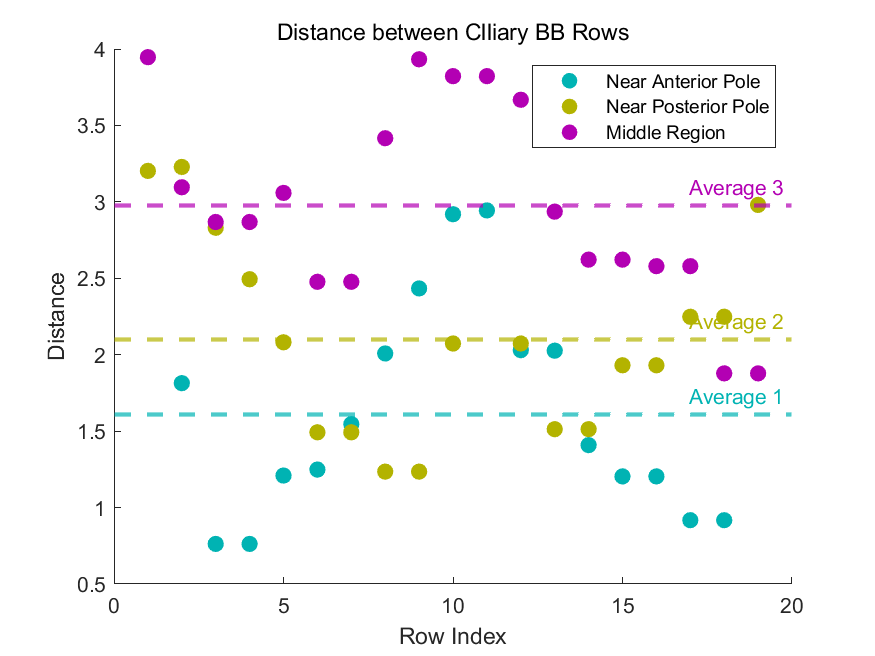 Distance between CIliary BB Rows
4
3.5
3
2.5
2
1.5
1
0.5
0
5
10
15
20
Distance
Row Index
Near Anterior Pole
Near Posterior Pole
Middle Region
Average 3
Average 2
Average 1